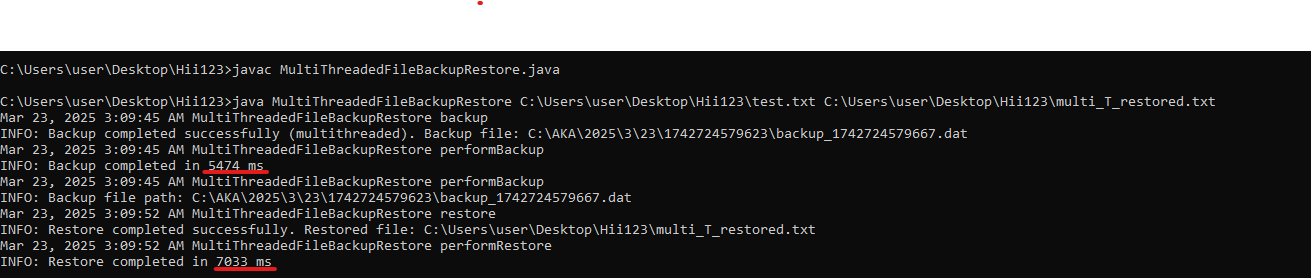 C:\Users\user\Desktop\Hii123>javac MultiThreadedFileBackupRestore.java
C:\Users\user\Desktop\Hii123>java MultiThreadedFileBackupRestore C:\Users\user\Desktop\Hii123\test.txt C:\Users\user\Desktop\Hii123\multi_T_restored.txt
Mar 23, 2025 3:09:45 AM MultiThreadedFileBackupRestore backup
INFO: Backup completed successfully (multithreaded). Backup file: C:\AKA\2025\3\23\1742724579623\backup_1742724579667.dat
Mar 23, 2025 3:09:45 AM MultiThreadedFileBackupRestore performBackup
INFO: Backup completed in 5474 ms
Mar 23, 2025 3:09:45 AM MultiThreadedFileBackupRestore performBackup
INFO: Backup file path: C:\AKA\2025\3\23\1742724579623\backup_1742724579667.dat
Mar 23, 2025 3:09:52 AM MultiThreadedFileBackupRestore restore
INFO: Restore completed successfully. Restored file: C:\Users\user\Desktop\Hii123\multi_T_restored.txt
Mar 23, 2025 3:09:52 AM MultiThreadedFileBackupRestore performRestore
INFO: Restore completed in 7033 ms